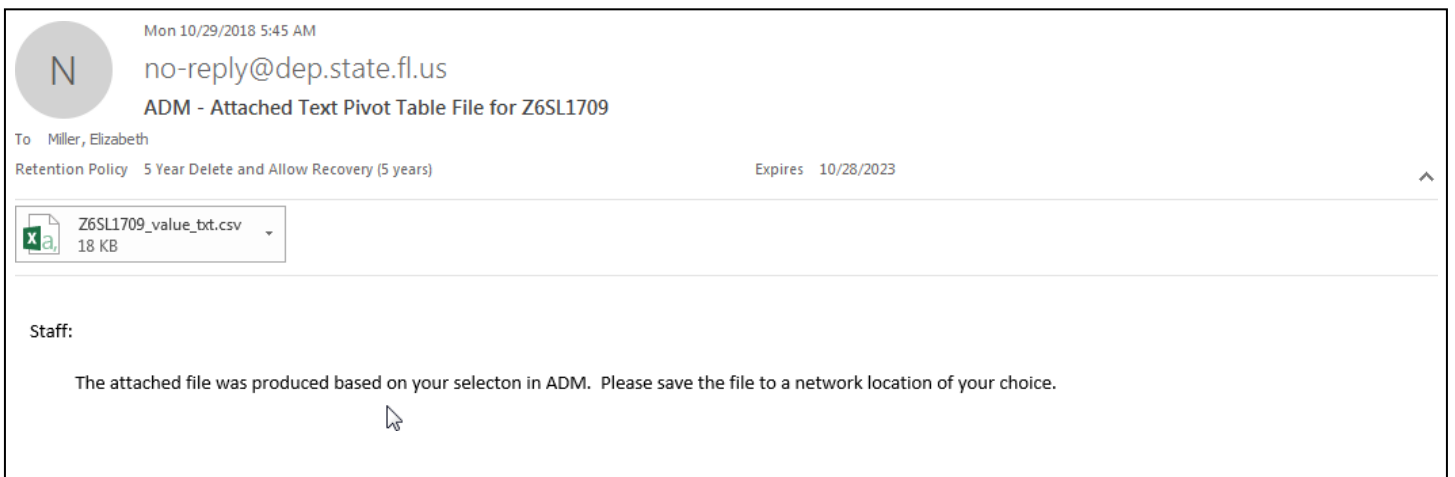 Mon 10/29/2018 5:45 AM
N
no-reply@dep.state.fl.us
ADM - Attached Text Pivot Table File for Z6SL1709
To Miller, Elizabeth
Retention Policy 5 Year Delete and Allow Recovery (5 years) Expires 10/28/2023
Z6SL1709_value_txt.csv
18 KB
Staff:
The attached file was produced based on your selecton in ADM. Please save the file to a network location of your choice.